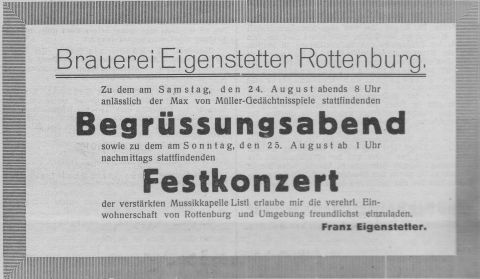 Brauerei Eigenstetter Rottenburg.
Zu dem am Samstag, den 24. August abends 8 Uhr
anlässlich der Max von Müller-Gedächtnisspiele stattfindenden
Begrüssungsabend
sowie zu dem am Sonntag, den 25. August ab 1 Uhr
nachmittags stattfindenden
Festkonzert
der verstärkten Mussikkapelle Listl erlaube mir die verehrl. Ein-
wohnerschaft von Rottenburg und Umgebung freundlichst einzuladen.
Franz Eigenstetter.